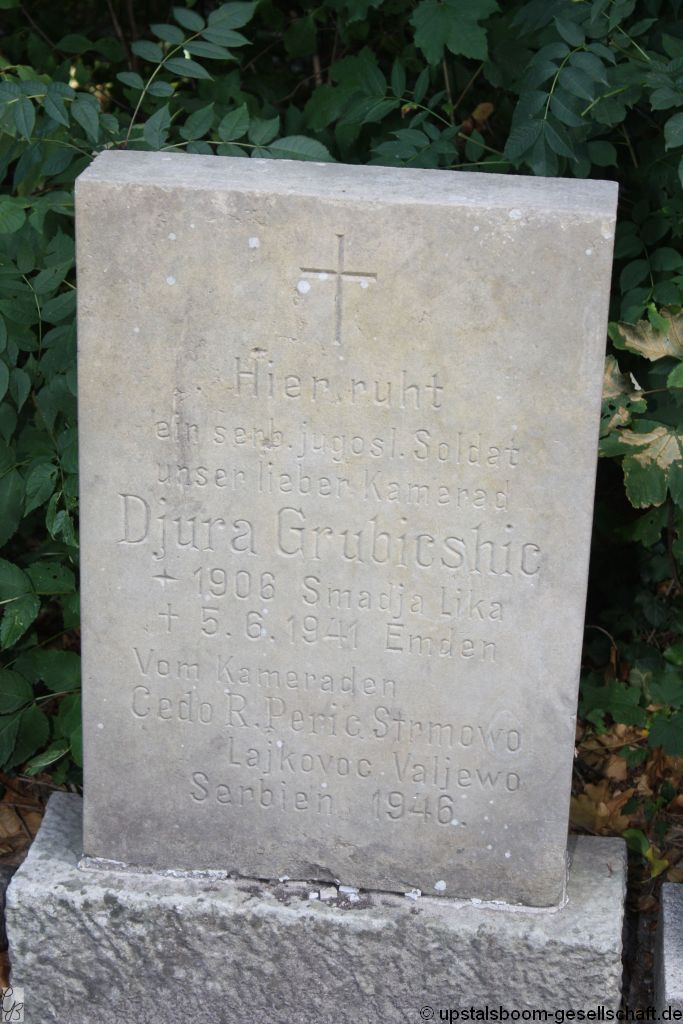 Hier ruht
ein serb. jugosl. Soldat
unser lieber Kamerad
Djura Grubicshic
+ 1906 Smadja Lika
+ 5.6.1941 Emden
Vom Kameraden
Cedo R. Peric Strmowo
Lajkovoc Valjewo
Serbien 1946.
© upstalsboom-gesellschaft.de